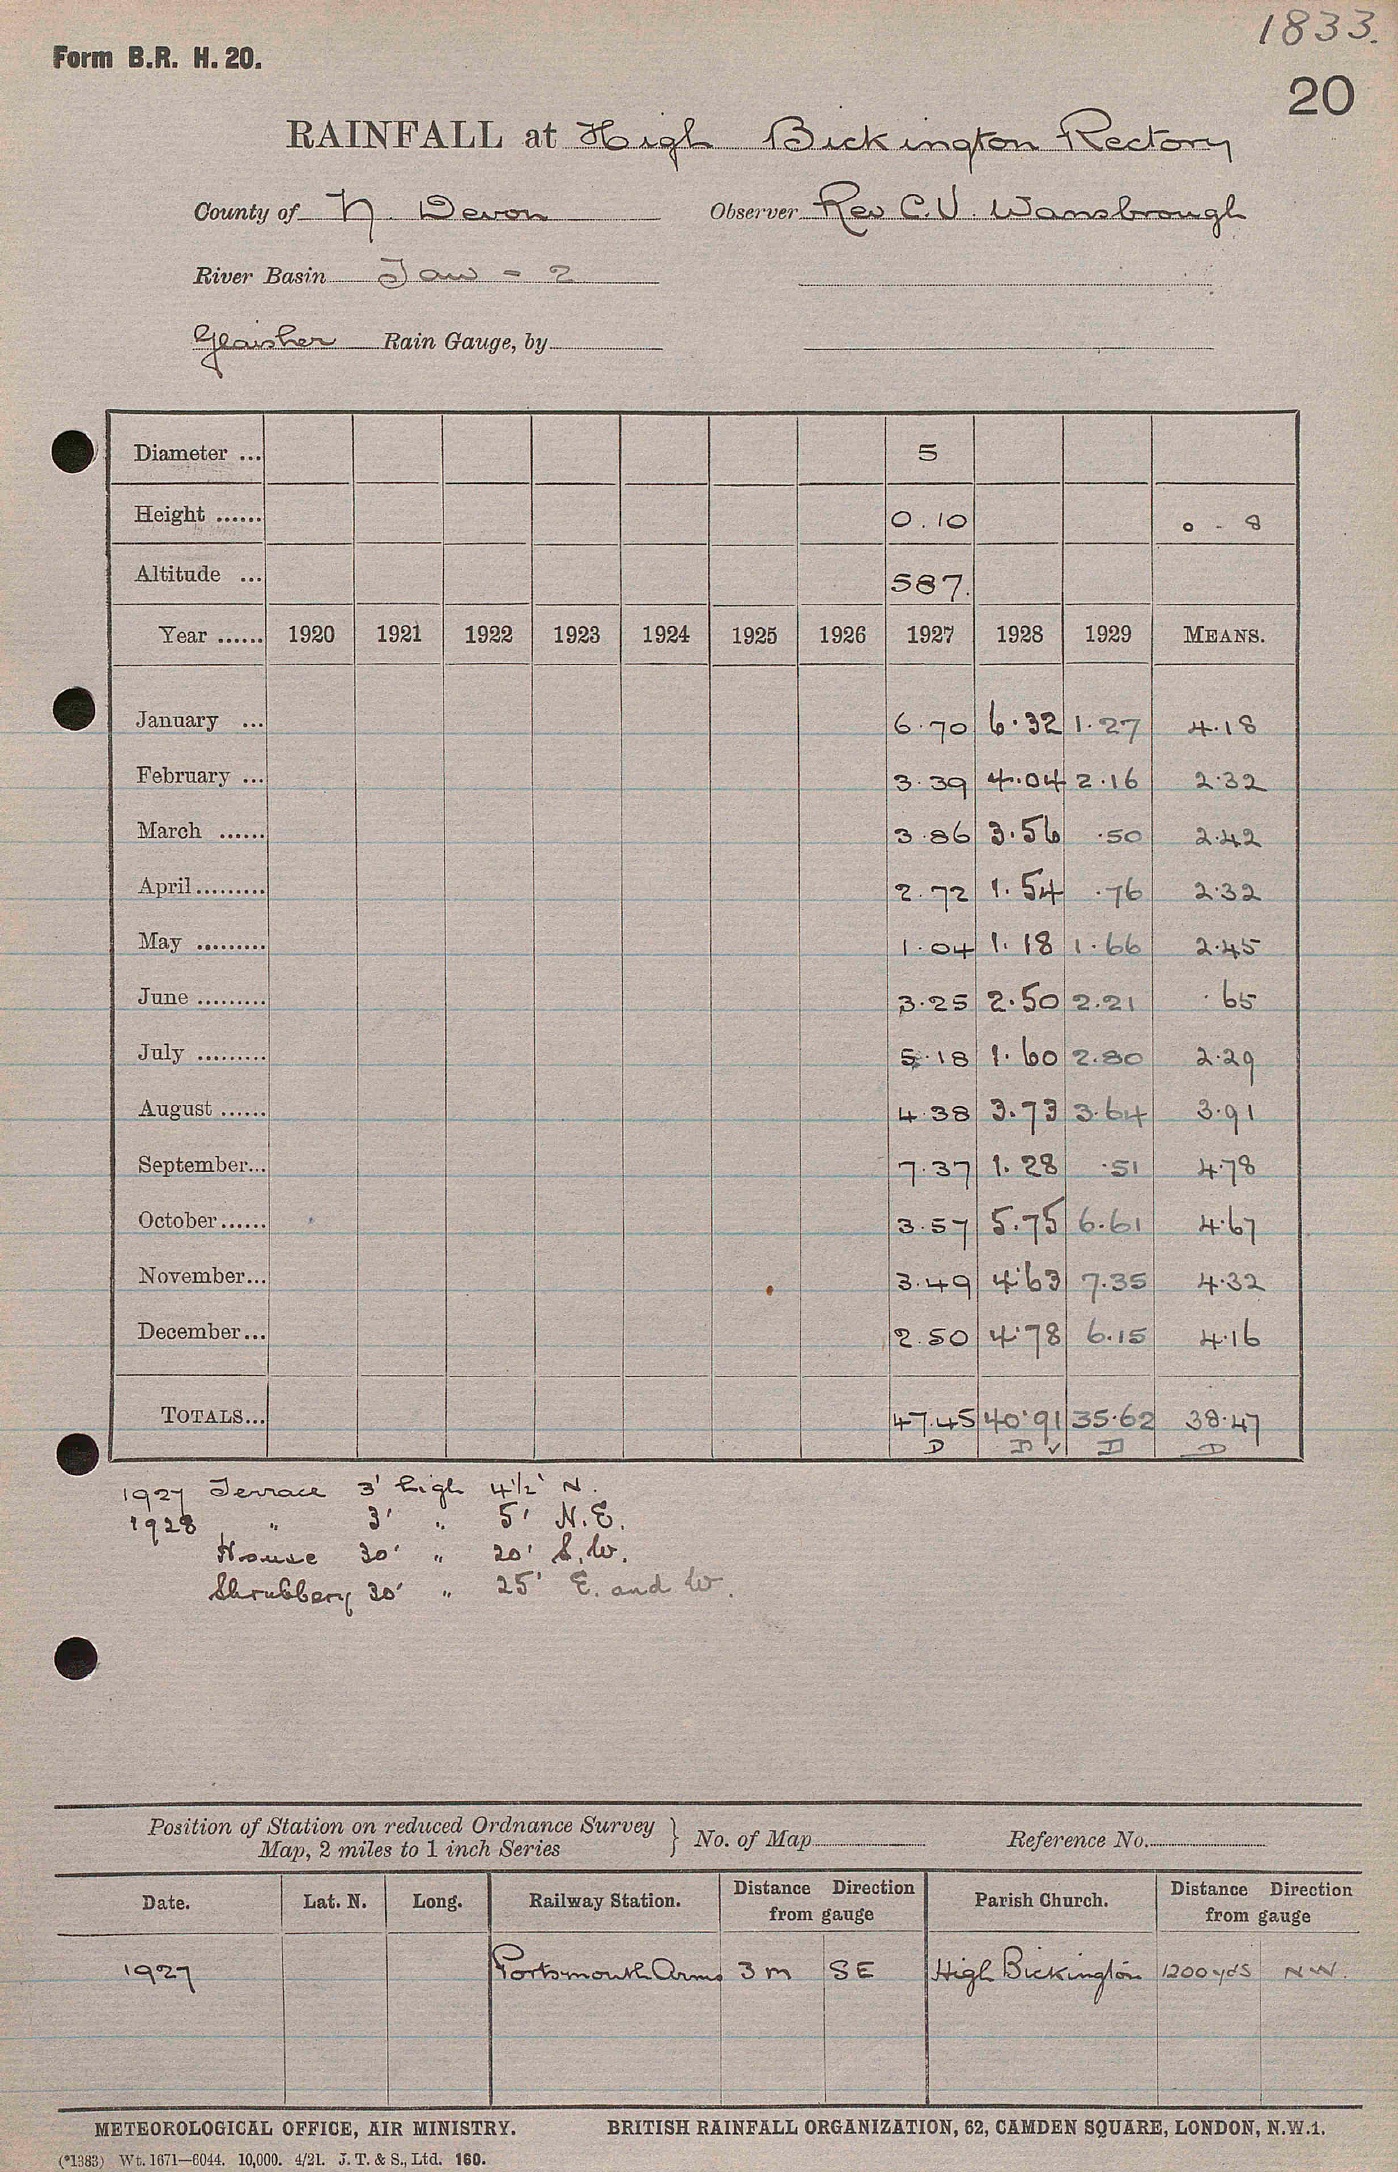 1833.
Form B.R. H. 20.
20
RAINFALL at High Bickington Rectory
County of N. Devon Observer Rev C.V. Wansbrough
River Basin Taw - 2
Glaisher Rain Gauge, by
Diameter ... 5
Height ...... 0.10 0 - 8
Altitude ... 587.
Year ...... 1920 1921 1922 1923 1924 1925 1926 1927 1928 1929 MEANS.
January ... 6.70 6.32 1.27 4.18
February ... 3.39 4.04 2.16 2.32
March ...... 3.86 3.56 .50 2.42
April......... 2.72 1.54 .76 2.32
May ......... 1.04 1.18 1.66 2.45
June ......... 3.25 2.50 2.21 .65
July ......... 5.18 1.60 2.80 2.29
August ...... 4.38 3.73 3.64 3.91
September... 7.37 1.28 .51 4.78
October...... 3.57 5.75 6.61 4.67
November... 3.49 4.63 7.35 4.32
December... 2.50 4.78 6.15 4.16
TOTALS... 47.45 40.91 35.62 38.47
D D ✓ D D
1927 Terrace 3' high 4½' N.
1928 " 3' " 5' N.E.
House 30' " 20' S.W.
Shrubbery 30' " 25' E. and W.
Position of Station on reduced Ordnance Survey
Map, 2 miles to 1 inch Series } No. of Map Reference No.
Date. Lat. N. Long. Railway Station. Distance Direction from gauge Parish Church. Distance Direction from gauge
1927 Portsmouth Arms 3 m SE High Bickington 1200 yds NW.
METEOROLOGICAL OFFICE, AIR MINISTRY. BRITISH RAINFALL ORGANIZATION, 62, CAMDEN SQUARE, LONDON, N.W.1.
(*1383) Wt. 1671—6044. 10,000. 4/21. J. T. & S., Ltd. 160.